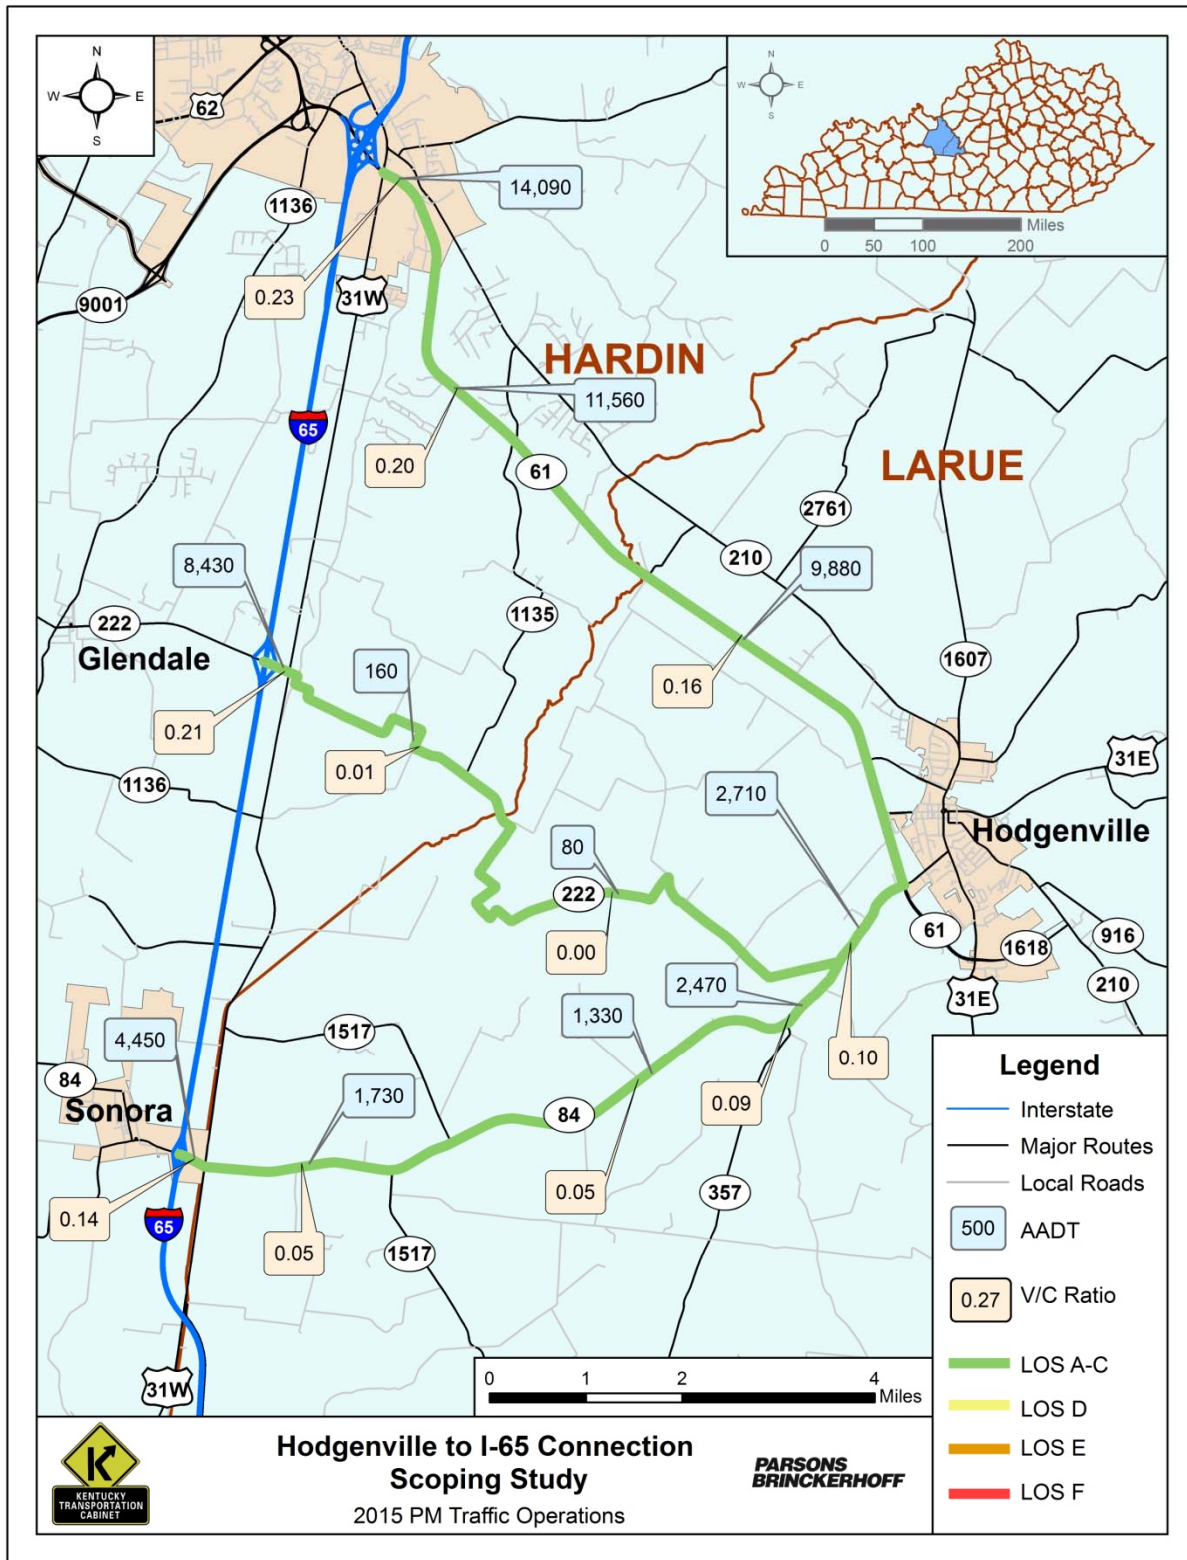 N
W E
S
62
1136
9001
31W
14,090
0.23
N
W E
S
Miles
0 50 100 200
HARDIN
11,560
65
0.20
61
LARUE
2761
210
9,880
8,430
222
Glendale
1135
160
1607
0.16
0.21
0.01
1136
31E
2,710
Hodgenville
80
222
0.00
61
1618
916
31E
210
2,470
1,330
0.10
4,450
1517
84
Sonora
1,730
84
0.09
0.05
357
0.14
65
0.05
1517
31W
0 1 2 4
Miles
Legend
Interstate
Major Routes
Local Roads
500 AADT
0.27 V/C Ratio
LOS A-C
LOS D
LOS E
LOS F
KENTUCKY
TRANSPORTATION
CABINET
Hodgenville to I-65 Connection
Scoping Study
2015 PM Traffic Operations
PARSONS
BRINCKERHOFF